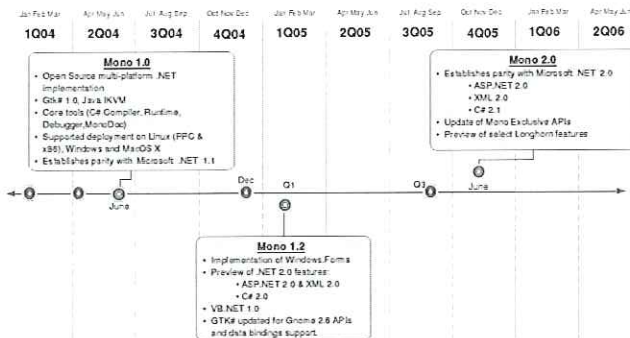 Jan Feb Mar Apr May Jun Jul Aug Sep Oct Nov Dec Jan Feb Mar Apr May Jun Jul Aug Sep Oct Nov Dec Jan Feb Mar Apr May Jun
1Q04 2Q04 3Q04 4Q04 1Q05 2Q05 3Q05 4Q05 1Q06 2Q06
Mono 1.0
• Open Source multi-platform .NET
implementation
• Gtk# 1.0, Java IKVM
• Core tools (C# Compiler, Runtime,
Debugger,MonoDoc)
• Supported deployment on Linux (PPC &
x86), Windows and MacOS X
• Establishes parity with Microsoft .NET 1.1
Mono 2.0
• Establishes parity with Microsoft .NET 2.0
• ASP.NET 2.0
• XML 2.0
• C# 2.1
• Update of Mono Exclusive APIs
• Preview of select Longhorn features
June
Dec
Q1
Q3
June
Mono 1.2
• Implementation of Windows.Forms
• Preview of .NET 2.0 features:
• ASP.NET 2.0 & XML 2.0
• C# 2.0
• VB.NET 1.0
• GTK# updated for Gnome 2.6 APIs
and data bindings support.